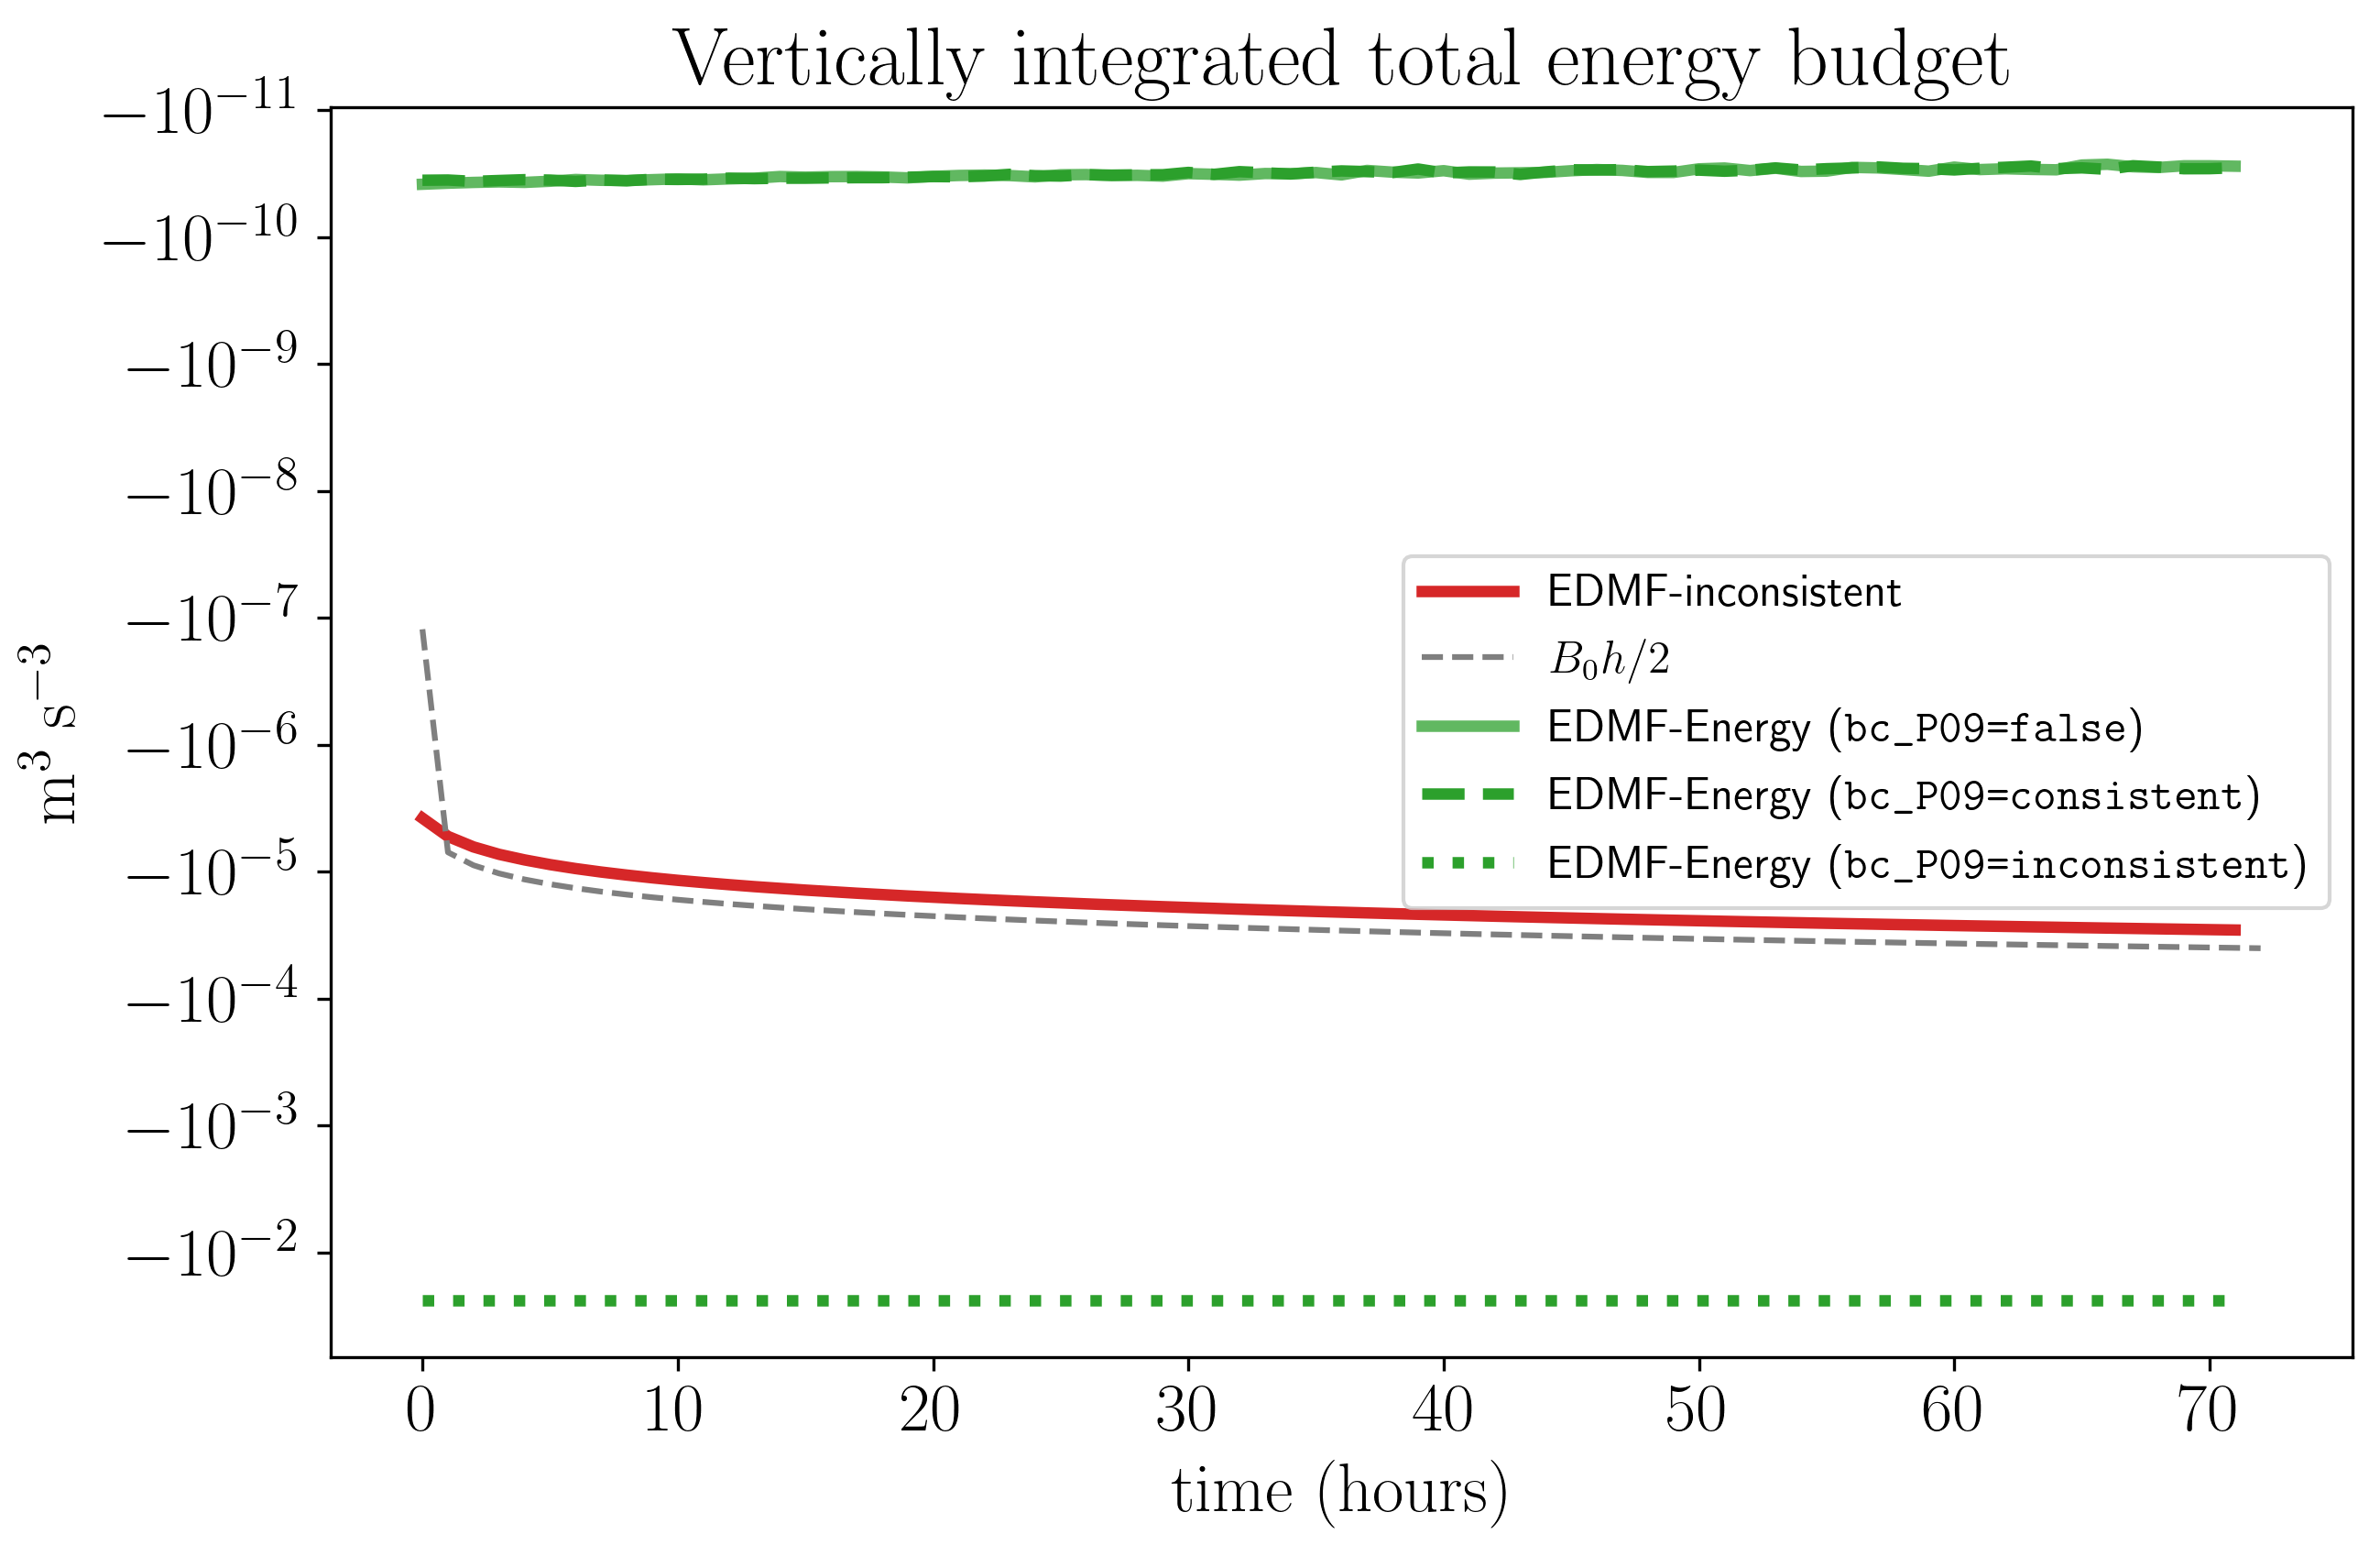 Vertically integrated total energy budget
−10⁻¹¹
−10⁻¹⁰
−10⁻⁹
−10⁻⁸
−10⁻⁷
−10⁻⁶
−10⁻⁵
−10⁻⁴
−10⁻³
−10⁻²
m³ s⁻³
EDMF-inconsistent
B₀h/2
EDMF-Energy (bc_P09=false)
EDMF-Energy (bc_P09=consistent)
EDMF-Energy (bc_P09=inconsistent)
0 10 20 30 40 50 60 70
time (hours)